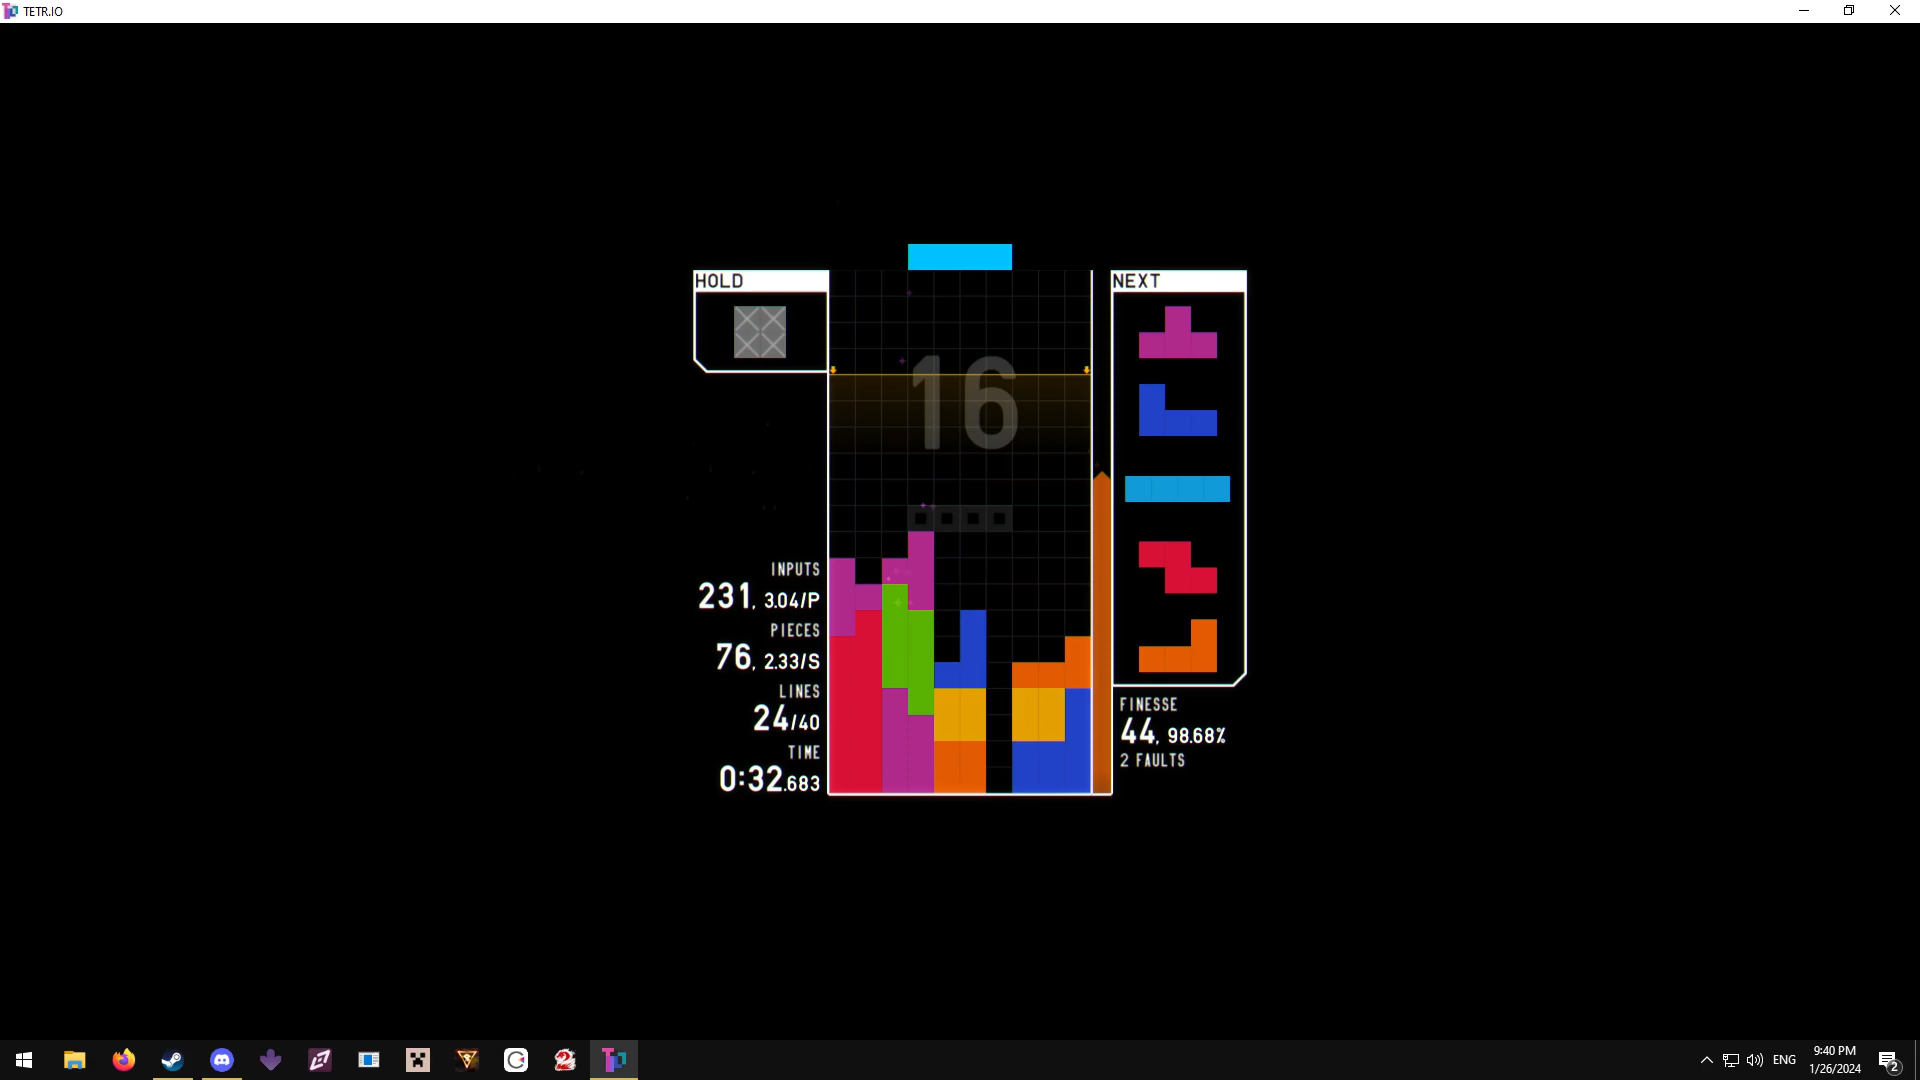 TETR.IO
HOLD
NEXT
16
INPUTS
231, 3.04/P
PIECES
76, 2.33/S
LINES
24/40
TIME
0:32.683
FINESSE
44, 98.68%
2 FAULTS
ENG
9:40 PM
1/26/2024
2